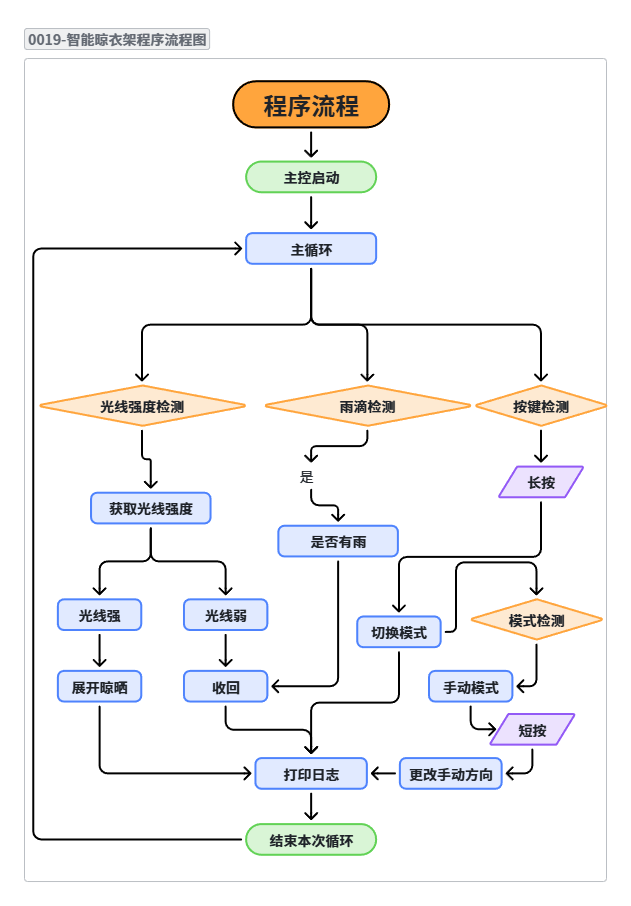 0019-智能晾衣架程序流程图
程序流程
主控启动
主循环
光线强度检测
雨滴检测
按键检测
是
长按
获取光线强度
是否有雨
光线强
光线弱
切换模式
模式检测
展开晾晒
收回
手动模式
短按
打印日志
更改手动方向
结束本次循环